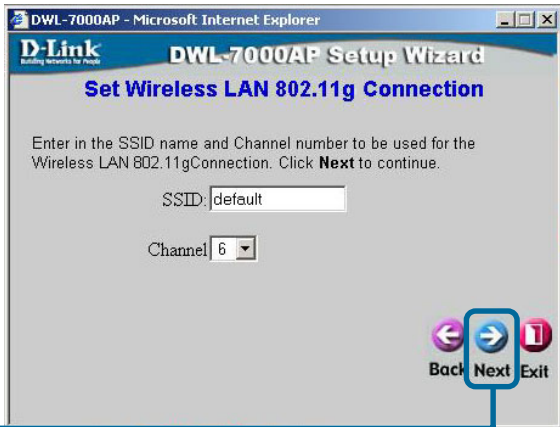 DWL-7000AP - Microsoft Internet Explorer
D-Link
Building Networks for People
DWL-7000AP Setup Wizard
Set Wireless LAN 802.11g Connection
Enter in the SSID name and Channel number to be used for the
Wireless LAN 802.11gConnection. Click Next to continue.
SSID: default
Channel 6
Back Next Exit